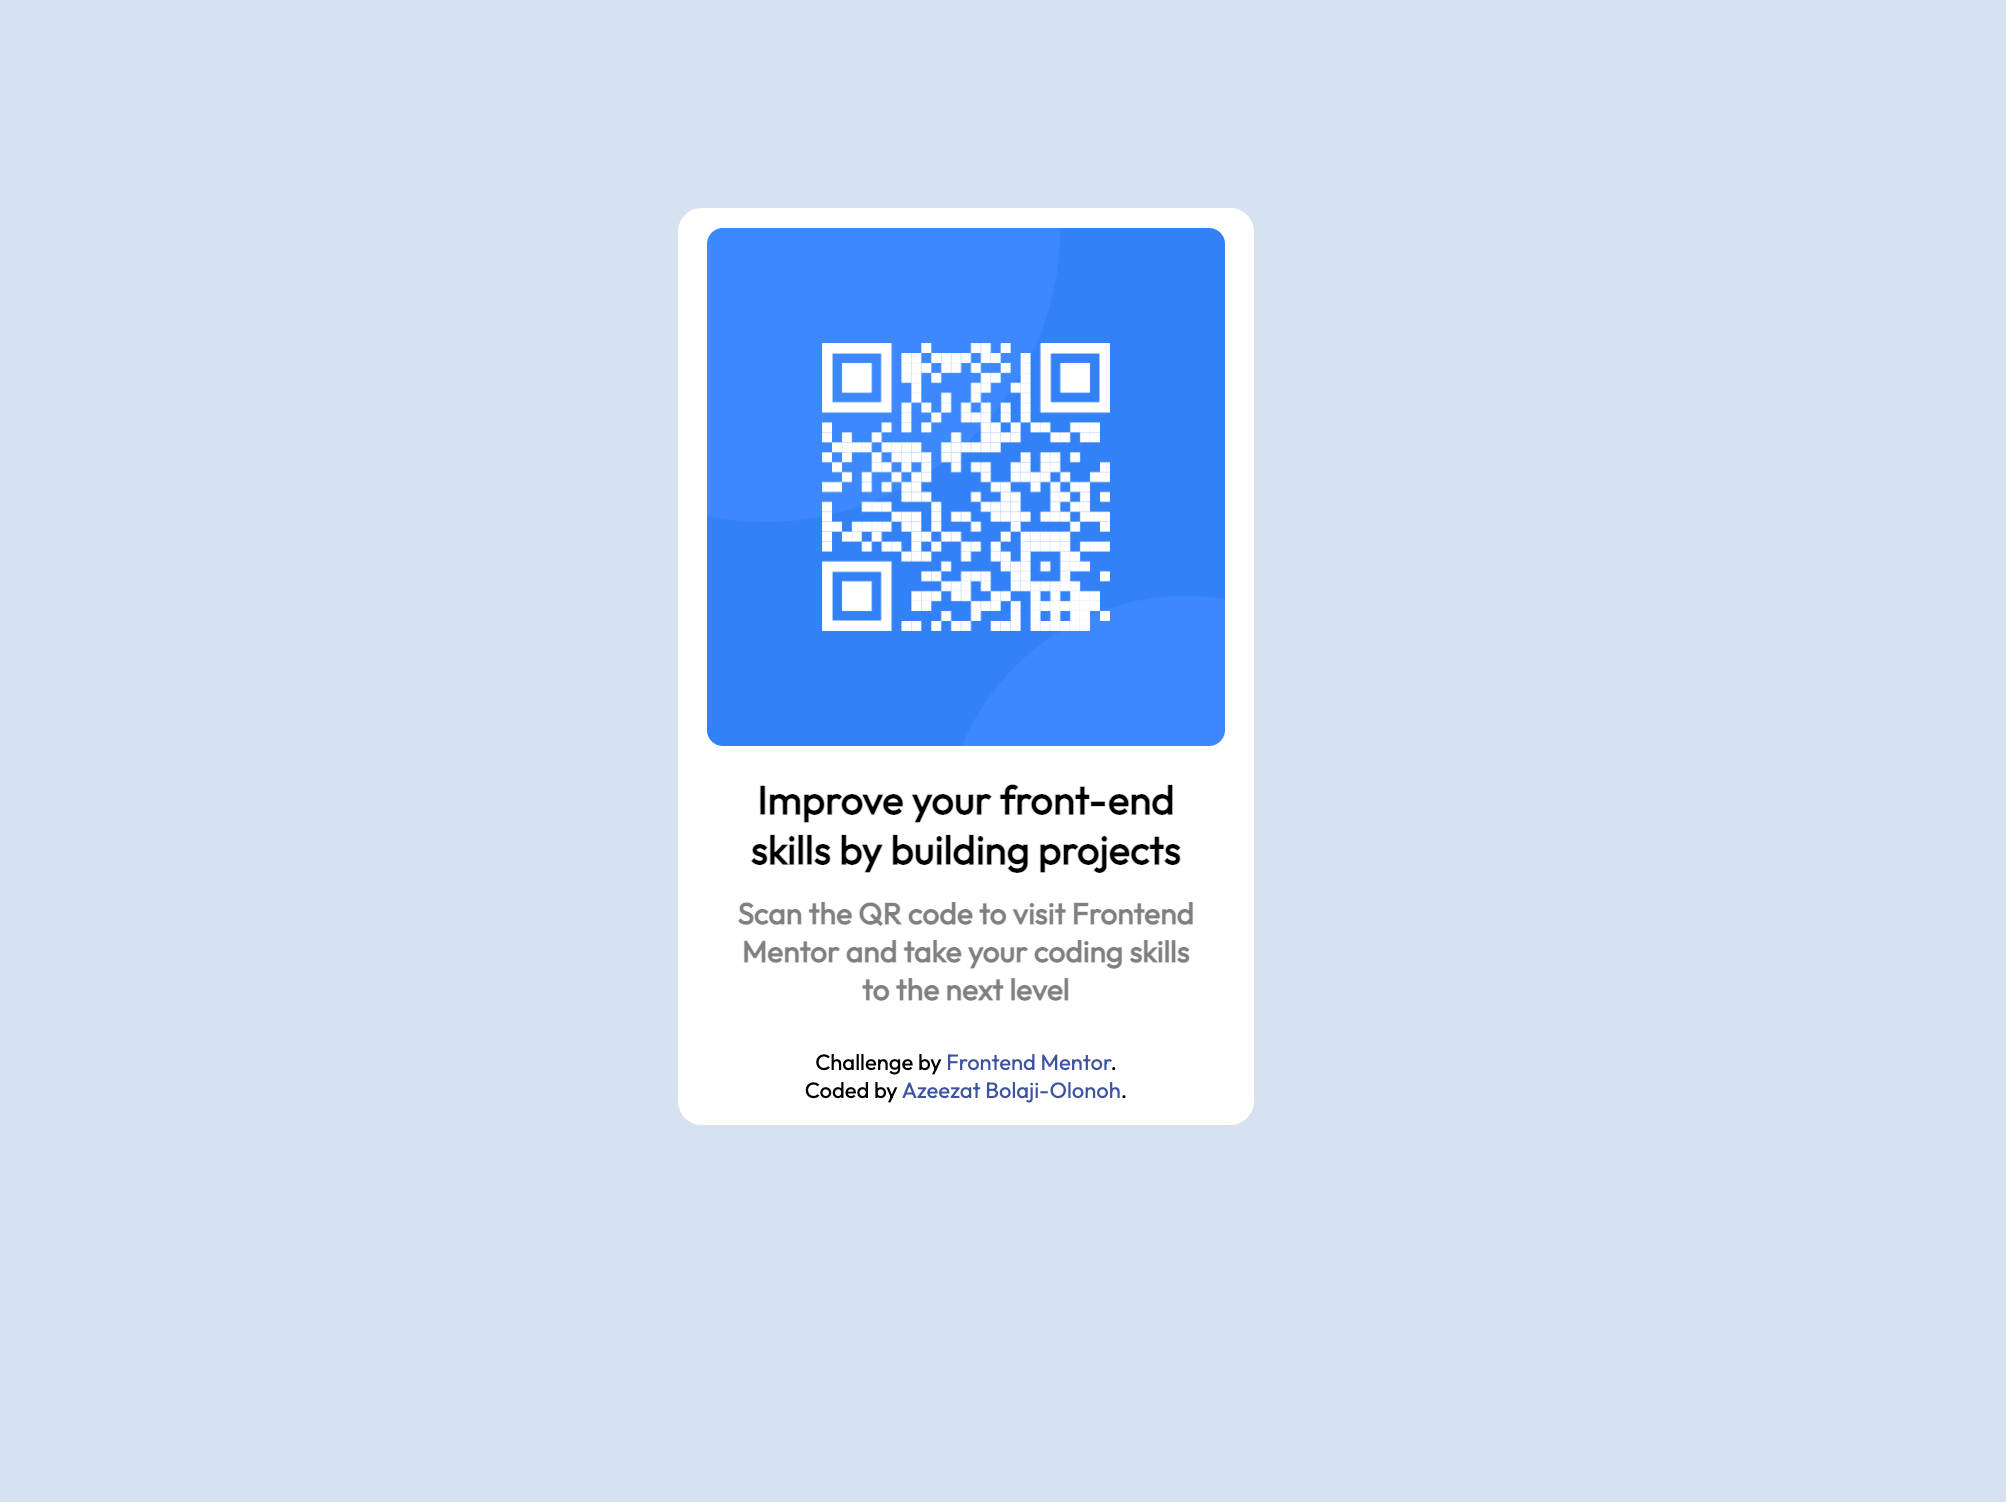 Improve your front-end
skills by building projects
Scan the QR code to visit Frontend
Mentor and take your coding skills
to the next level
Challenge by Frontend Mentor.
Coded by Azeezat Bolaji-Olonoh.